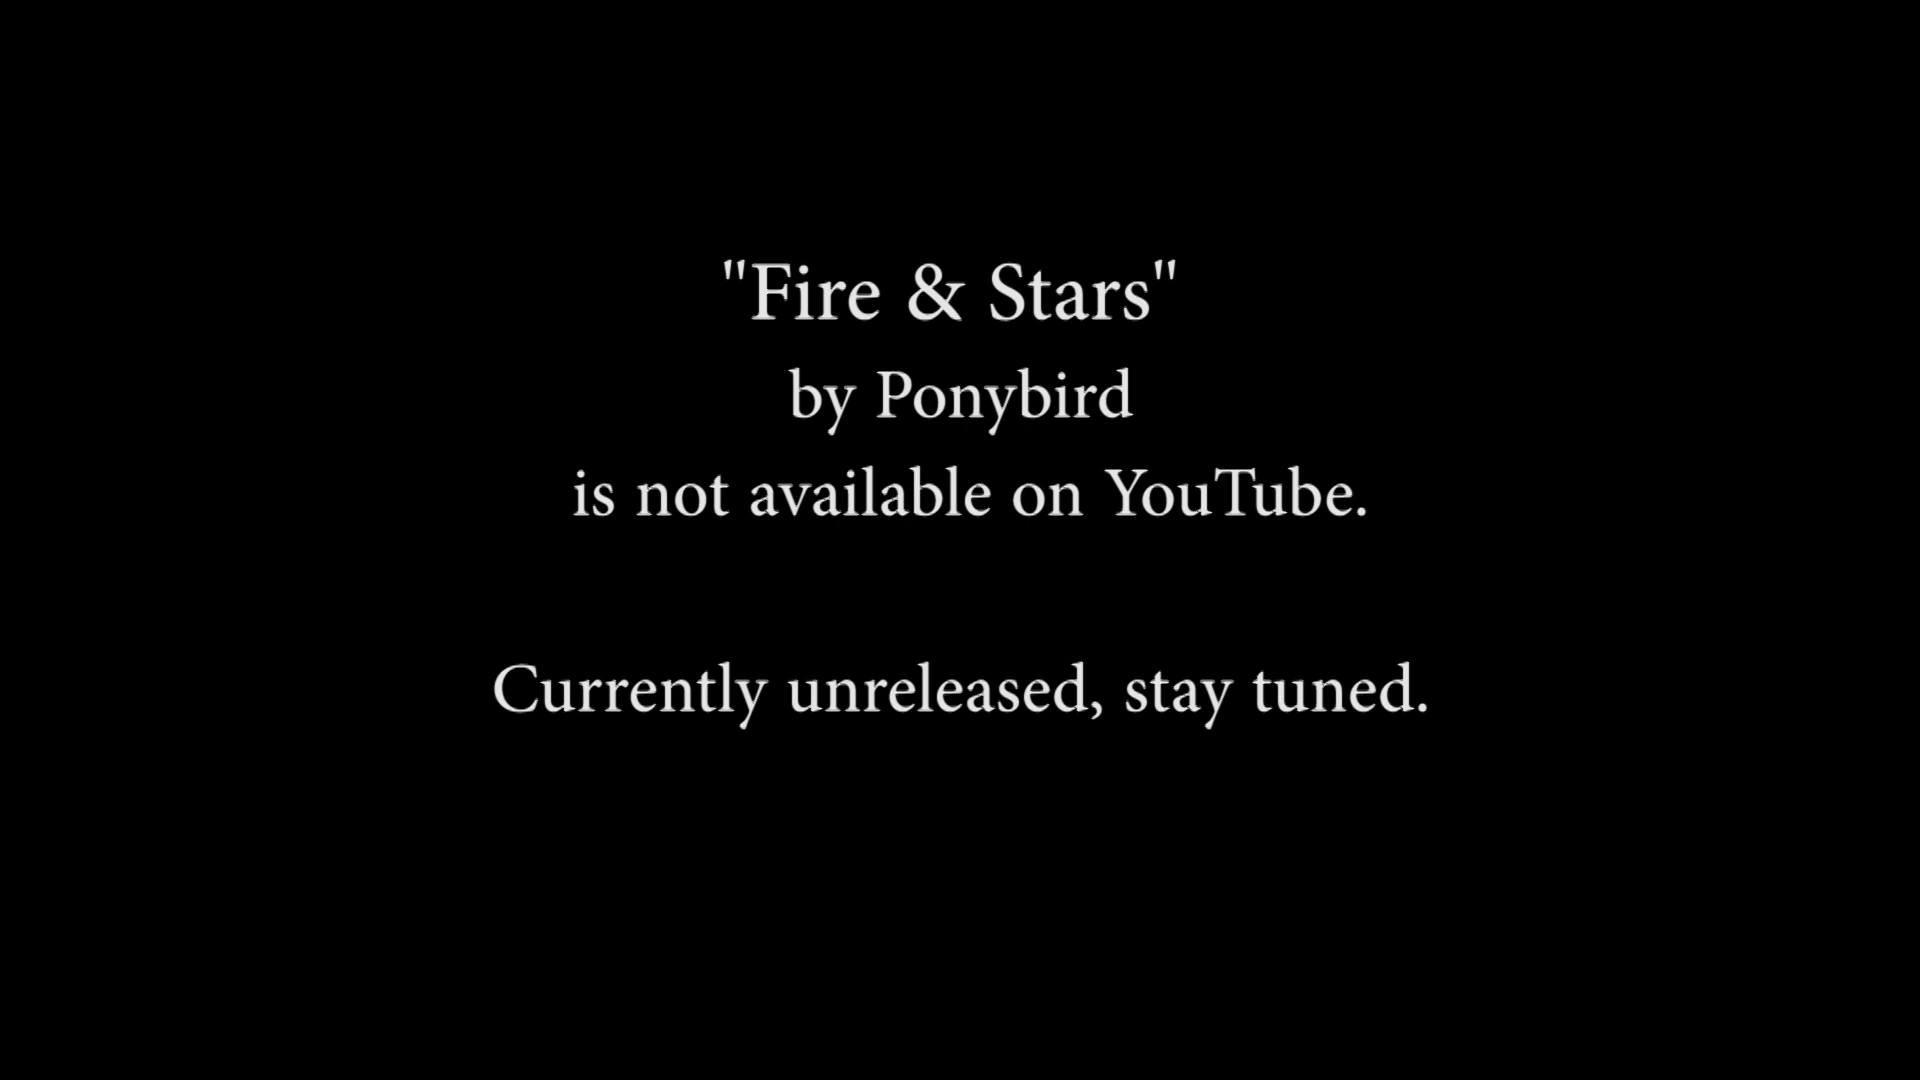 "Fire & Stars"
by Ponybird
is not available on YouTube.
Currently unreleased, stay tuned.